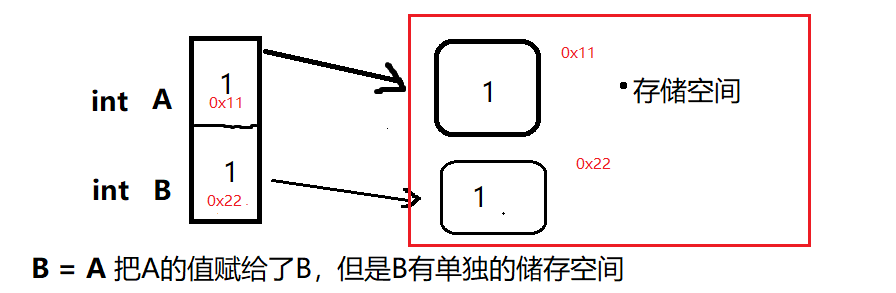 1
0x11
int A
1
0x11
存储空间
1
0x22
int B
1
0x22
B = A 把A的值赋给了B，但是B有单独的储存空间